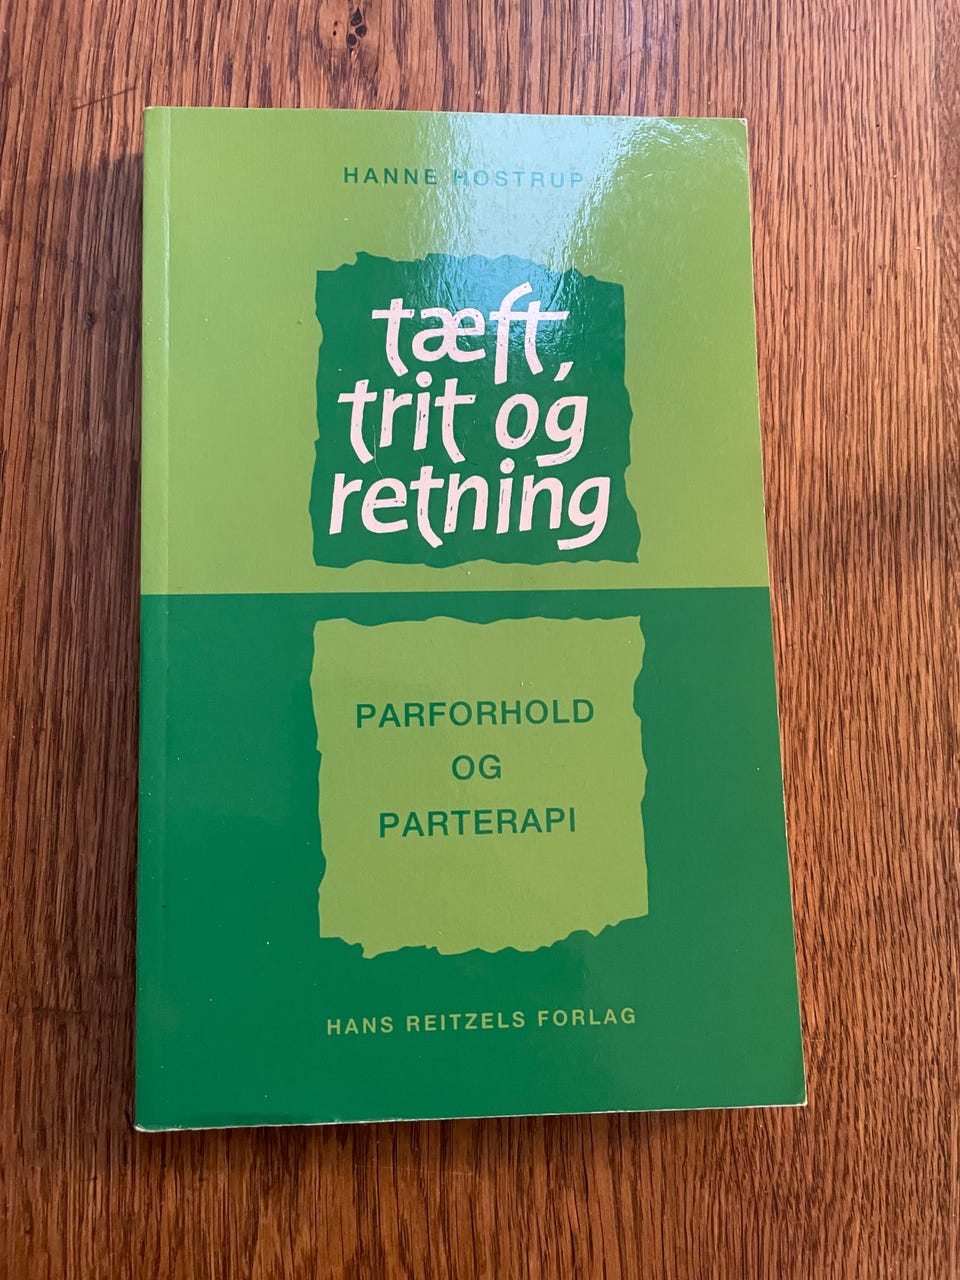 HANNE HOSTRUP
tæft,
trit og
retning
PARFORHOLD
OG
PARTERAPI
HANS REITZELS FORLAG